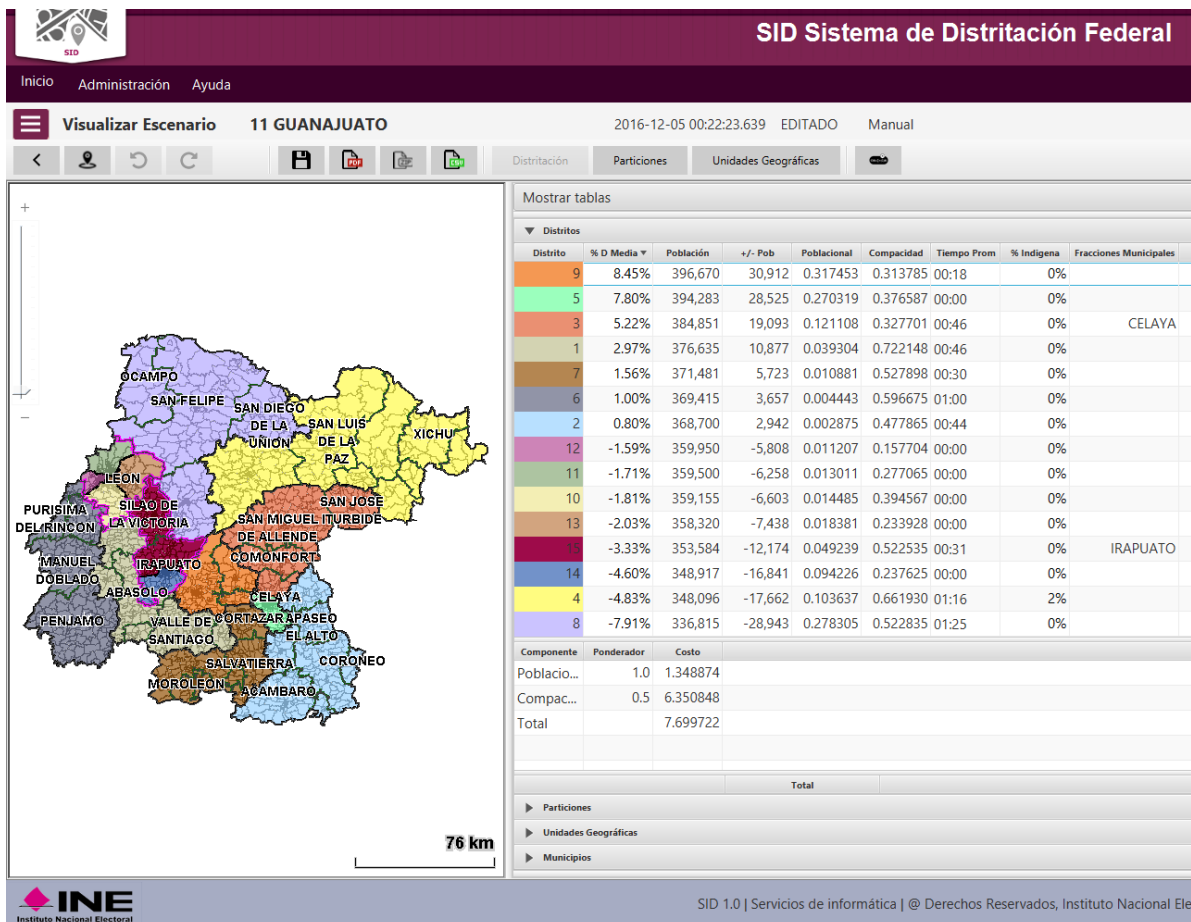 SID
SID Sistema de Distritación Federal
Inicio Administración Ayuda
Visualizar Escenario 11 GUANAJUATO 2016-12-05 00:22:23.639 EDITADO Manual
PDF CSV Distritación Particiones Unidades Geográficas
+
−
OCAMPO
SAN FELIPE
SAN DIEGO
DE LA
UNION
SAN LUIS
DE LA
PAZ
XICHU
LEON
PURISIMA
DEL RINCON
SILAO DE
LA VICTORIA
SAN JOSE
ITURBIDE
SAN MIGUEL
DE ALLENDE
MANUEL
DOBLADO
IRAPUATO
COMONFORT
ABASOLO
CELAYA
PENJAMO
VALLE DE
SANTIAGO
CORTAZAR
APASEO
EL ALTO
SALVATIERRA
CORONEO
MOROLEON
ACAMBARO
76 km
Mostrar tablas
Distritos
Distrito % D Media Población +/- Pob Poblacional Compacidad Tiempo Prom % Indigena Fracciones Municipales
9 8.45% 396,670 30,912 0.317453 0.313785 00:18 0%
5 7.80% 394,283 28,525 0.270319 0.376587 00:00 0%
3 5.22% 384,851 19,093 0.121108 0.327701 00:46 0% CELAYA
1 2.97% 376,635 10,877 0.039304 0.722148 00:46 0%
7 1.56% 371,481 5,723 0.010881 0.527898 00:30 0%
6 1.00% 369,415 3,657 0.004443 0.596675 01:00 0%
2 0.80% 368,700 2,942 0.002875 0.477865 00:44 0%
12 -1.59% 359,950 -5,808 0.011207 0.157704 00:00 0%
11 -1.71% 359,500 -6,258 0.013011 0.277065 00:00 0%
10 -1.81% 359,155 -6,603 0.014485 0.394567 00:00 0%
13 -2.03% 358,320 -7,438 0.018381 0.233928 00:00 0%
15 -3.33% 353,584 -12,174 0.049239 0.522535 00:31 0% IRAPUATO
14 -4.60% 348,917 -16,841 0.094226 0.237625 00:00 0%
4 -4.83% 348,096 -17,662 0.103637 0.661930 01:16 2%
8 -7.91% 336,815 -28,943 0.278305 0.522835 01:25 0%
Componente Ponderador Costo
Poblacio... 1.0 1.348874
Compac... 0.5 6.350848
Total 7.699722
Total
Particiones
Unidades Geográficas
Municipios
INE
Instituto Nacional Electoral
SID 1.0 | Servicios de informática | @ Derechos Reservados, Instituto Nacional Ele